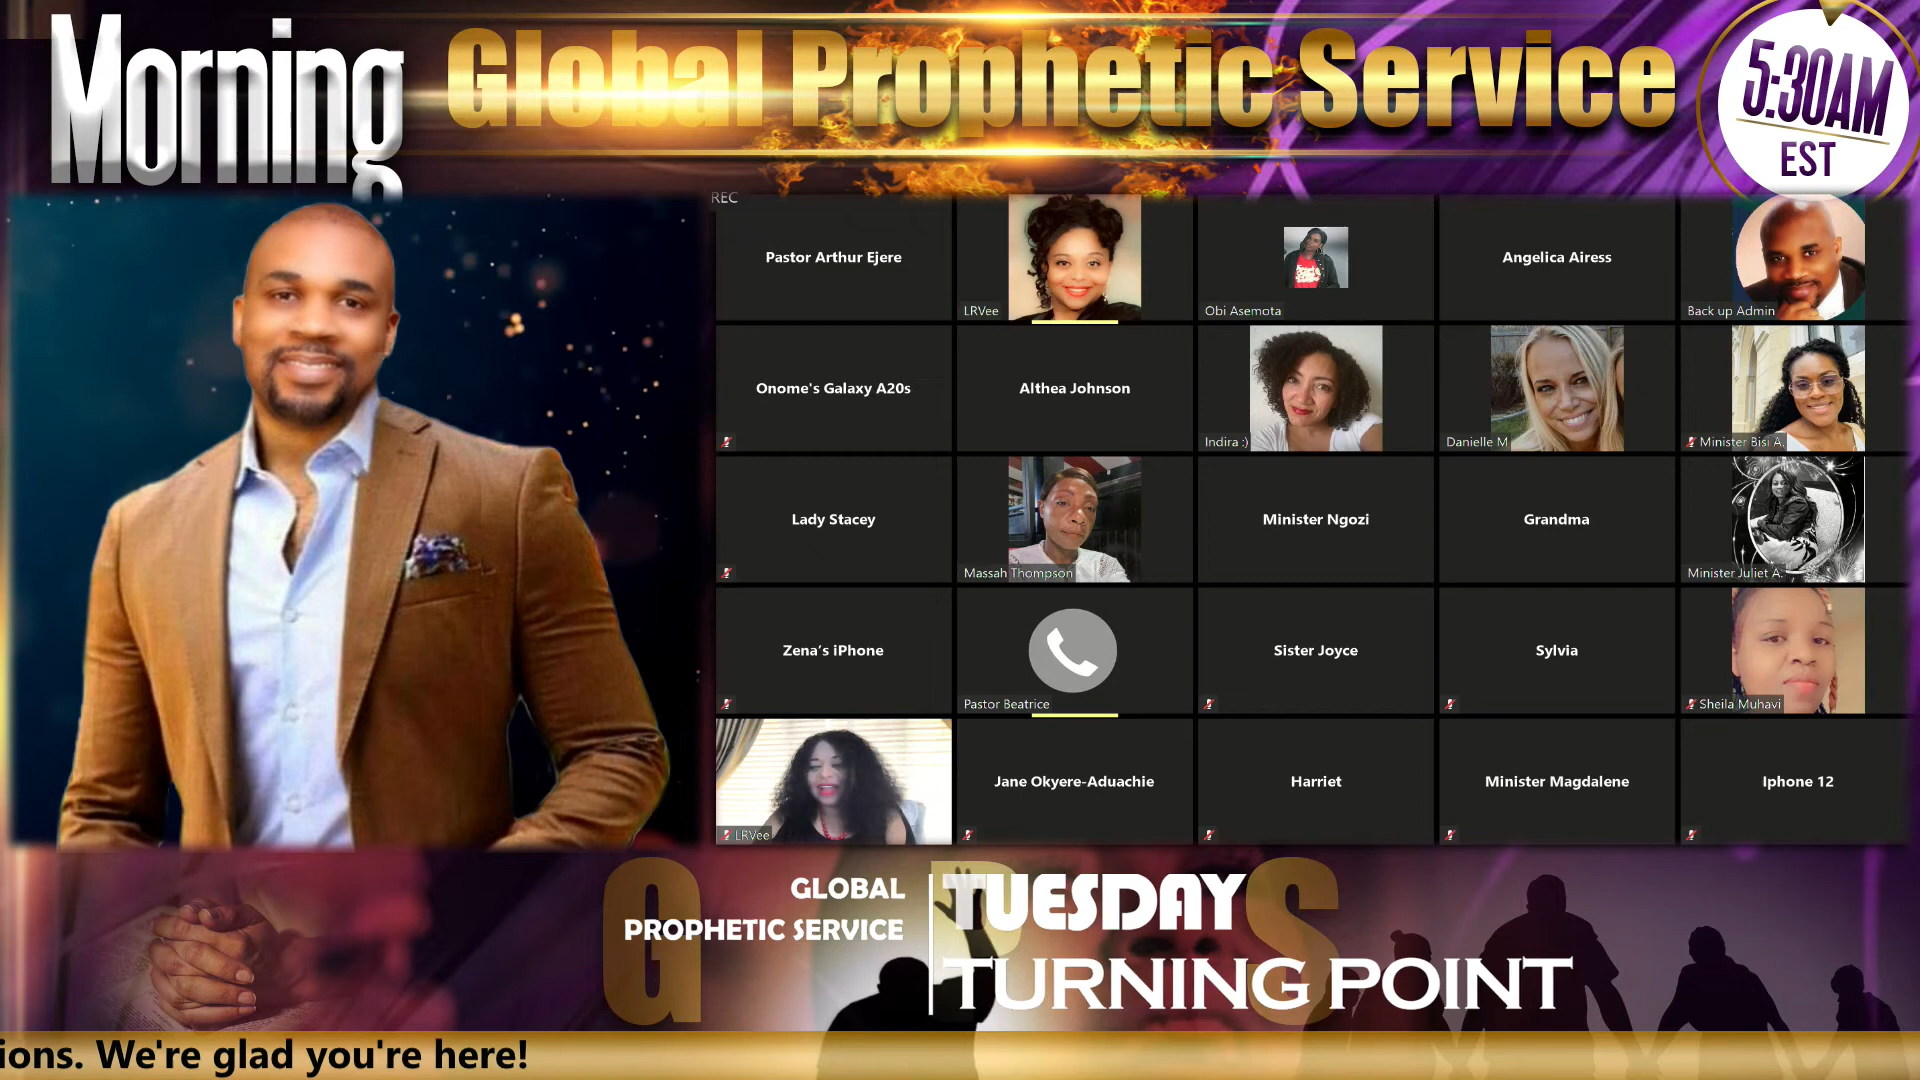 Morning
Global Prophetic Service
5:30AM
EST
REC
Pastor Arthur Ejere
LRVee
Obi Asemota
Angelica Airess
Back up Admin
Onome's Galaxy A20s
Althea Johnson
Indira :)
Danielle M
Minister Bisi A.
Lady Stacey
Massah Thompson
Minister Ngozi
Grandma
Minister Juliet A.
Zena's iPhone
Pastor Beatrice
Sister Joyce
Sylvia
Sheila Muhavi
LRVee
Jane Okyere-Aduachie
Harriet
Minister Magdalene
Iphone 12
G P S
GLOBAL
PROPHETIC SERVICE
TUESDAY
TURNING POINT
ions. We're glad you're here!